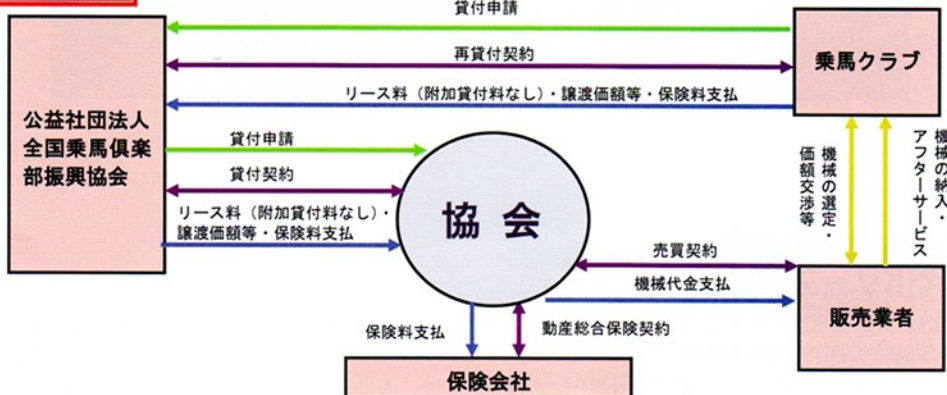 貸付申請
再貸付契約
リース料（附加貸付料なし）・譲渡価額等・保険料支払
乗馬クラブ
公益社団法人
全国乗馬倶楽
部振興協会
貸付申請
貸付契約
リース料（附加貸付料なし）・
譲渡価額等・保険料支払
協 会
機械の選定・
価額交渉等
機械の納入・
アフターサービス
売買契約
機械代金支払
販売業者
保険料支払
動産総合保険契約
保険会社